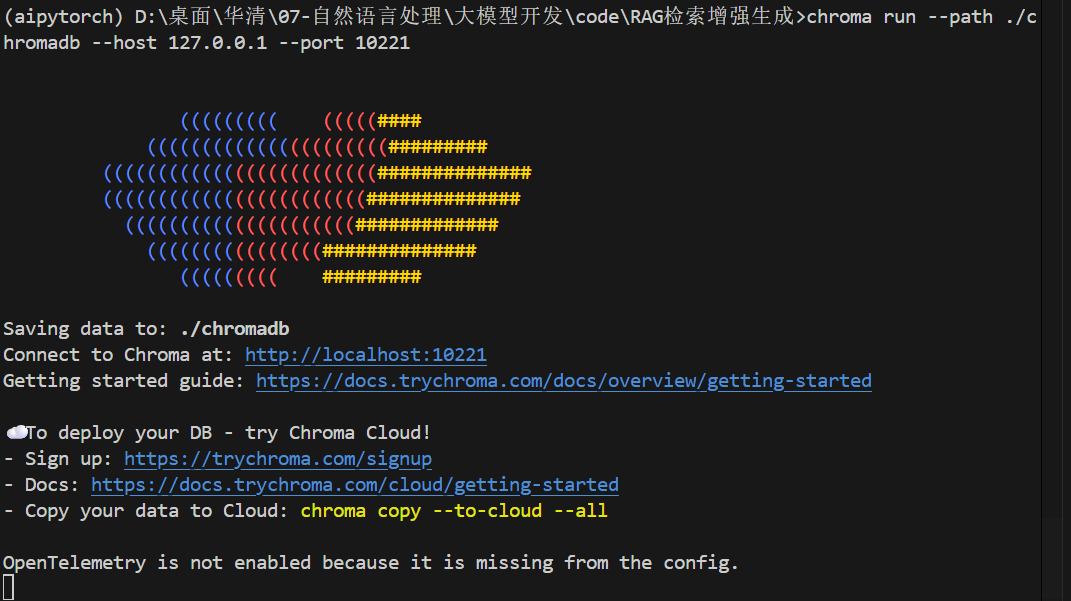 (aipytorch) D:\桌面\华清\07-自然语言处理\大模型开发\code\RAG检索增强生成>chroma run --path ./c
hromadb --host 127.0.0.1 --port 10221
(((((((((    (((((####
(((((((((((((((((((((((#########
(((((((((((((((((((((((((##############
((((((((((((((((((((((((##############
(((((((((((((((((((((#############
((((((((((((((((##############
(((((((((    #########
Saving data to: ./chromadb
Connect to Chroma at: http://localhost:10221
Getting started guide: https://docs.trychroma.com/docs/overview/getting-started
☁️To deploy your DB - try Chroma Cloud!
- Sign up: https://trychroma.com/signup
- Docs: https://docs.trychroma.com/cloud/getting-started
- Copy your data to Cloud: chroma copy --to-cloud --all
OpenTelemetry is not enabled because it is missing from the config.